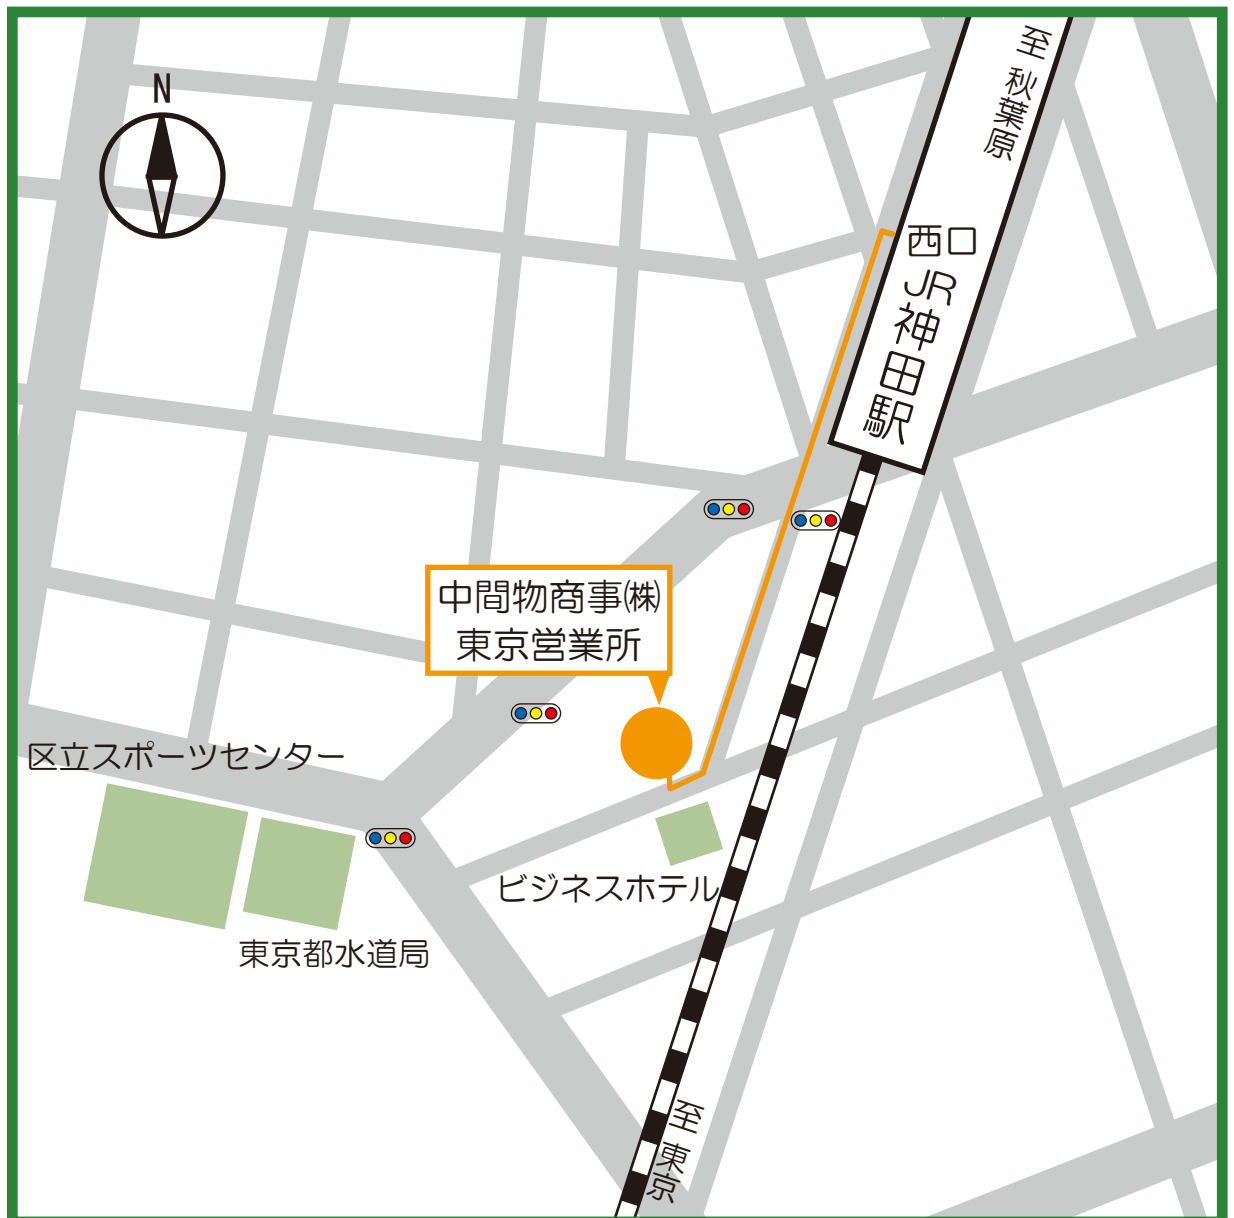 N
至 秋葉原
西口
JR神田駅
中間物商事㈱
東京営業所
区立スポーツセンター
ビジネスホテル
東京都水道局
至 東京